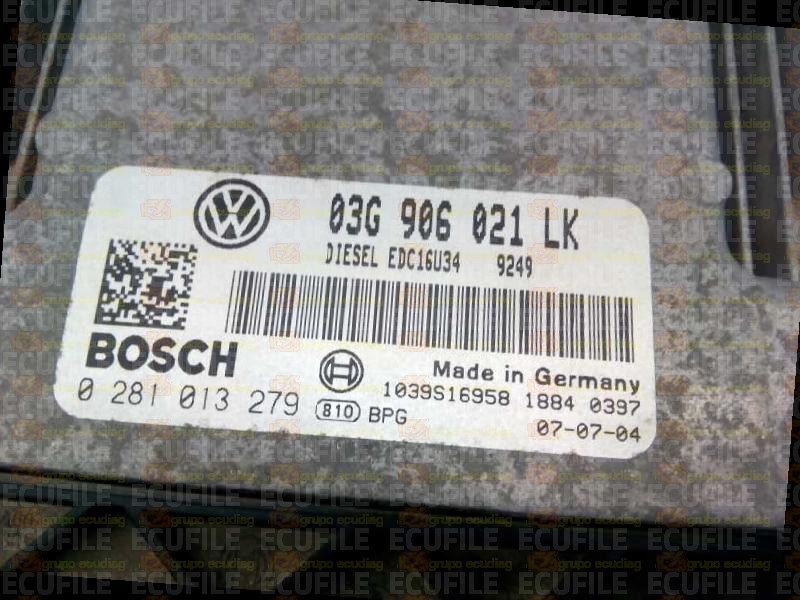 03G 906 021 LK
DIESEL EDC16U34 9249
BOSCH
Made in Germany
0 281 013 279 810 BPG
1039S16958 1884 0397
07-07-04
ECUFILE
grupo ecudiag